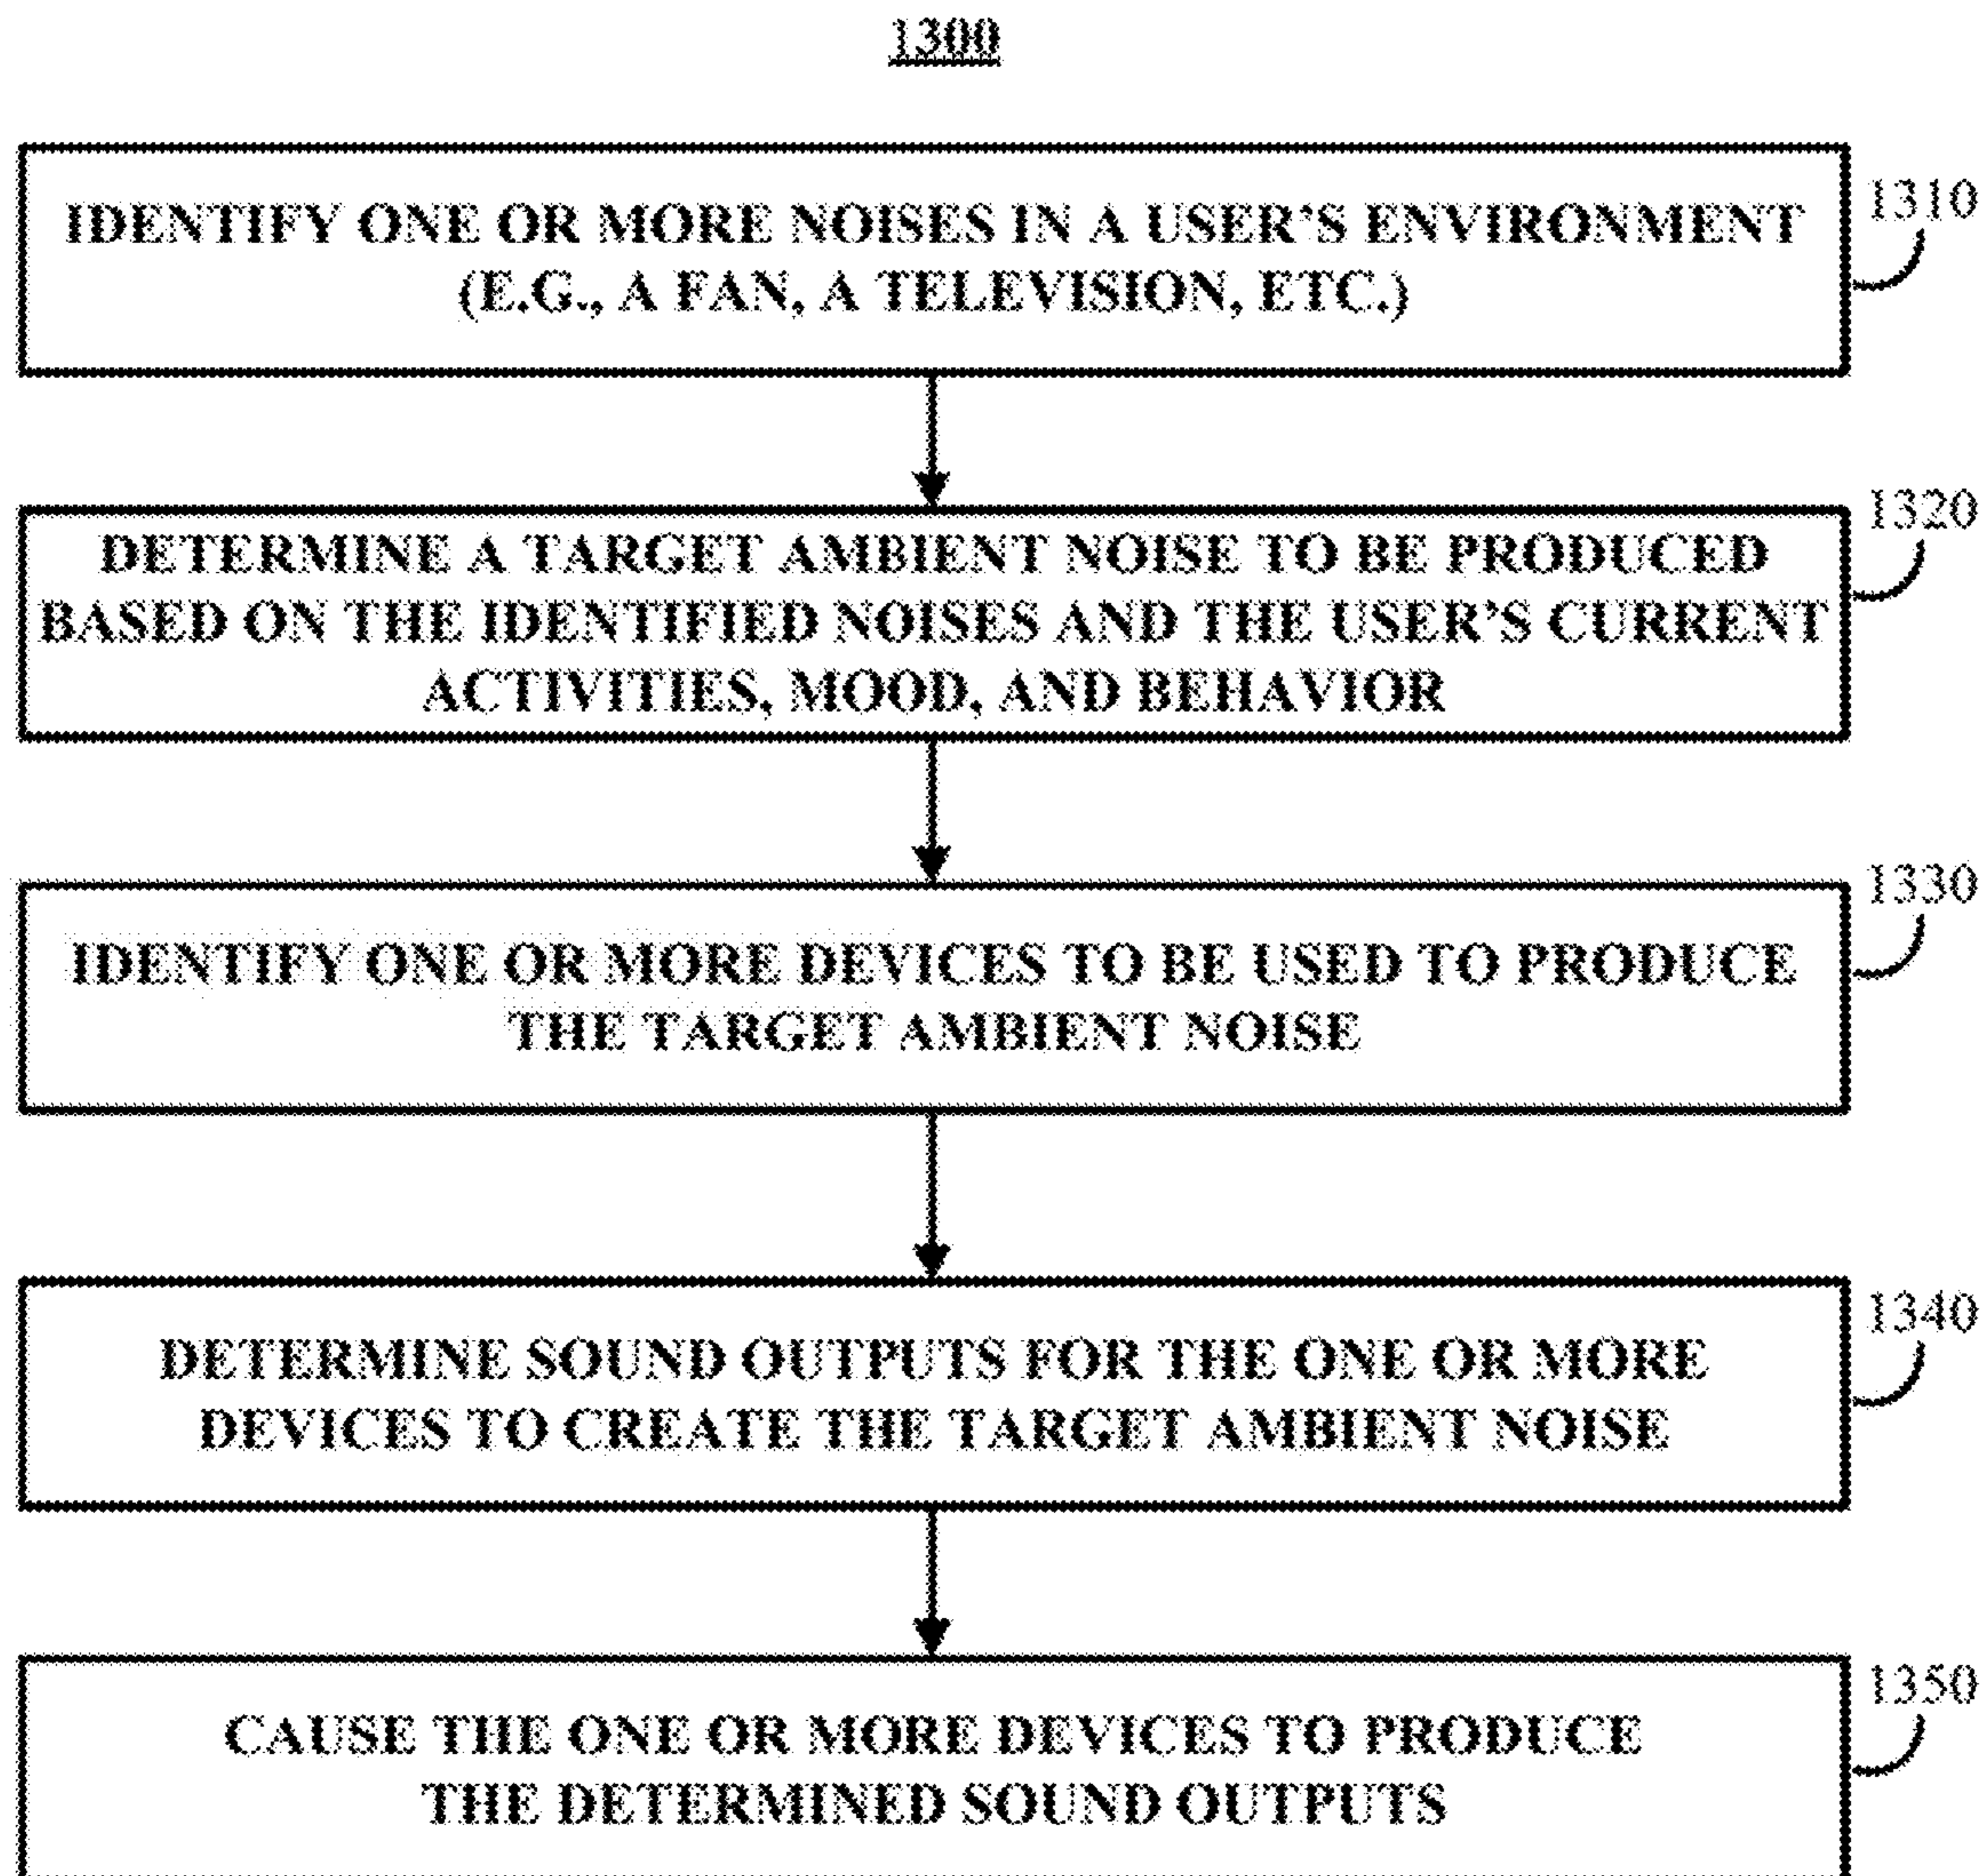 1300
IDENTIFY ONE OR MORE NOISES IN A USER'S ENVIRONMENT
(E.G., A FAN, A TELEVISION, ETC.)
1310
DETERMINE A TARGET AMBIENT NOISE TO BE PRODUCED
BASED ON THE IDENTIFIED NOISES AND THE USER'S CURRENT
ACTIVITIES, MOOD, AND BEHAVIOR
1320
IDENTIFY ONE OR MORE DEVICES TO BE USED TO PRODUCE
THE TARGET AMBIENT NOISE
1330
DETERMINE SOUND OUTPUTS FOR THE ONE OR MORE
DEVICES TO CREATE THE TARGET AMBIENT NOISE
1340
CAUSE THE ONE OR MORE DEVICES TO PRODUCE
THE DETERMINED SOUND OUTPUTS
1350